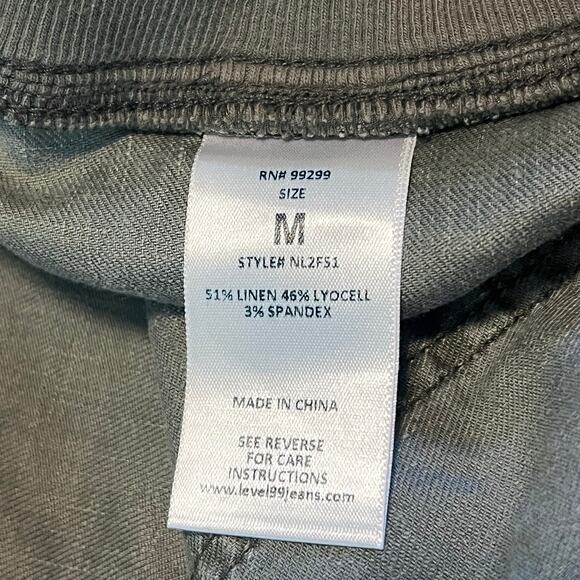 RN# 99299
SIZE
M
STYLE# NL2F51
51% LINEN 46% LYOCELL
3% SPANDEX
MADE IN CHINA
SEE REVERSE
FOR CARE
INSTRUCTIONS
www.level99jeans.com